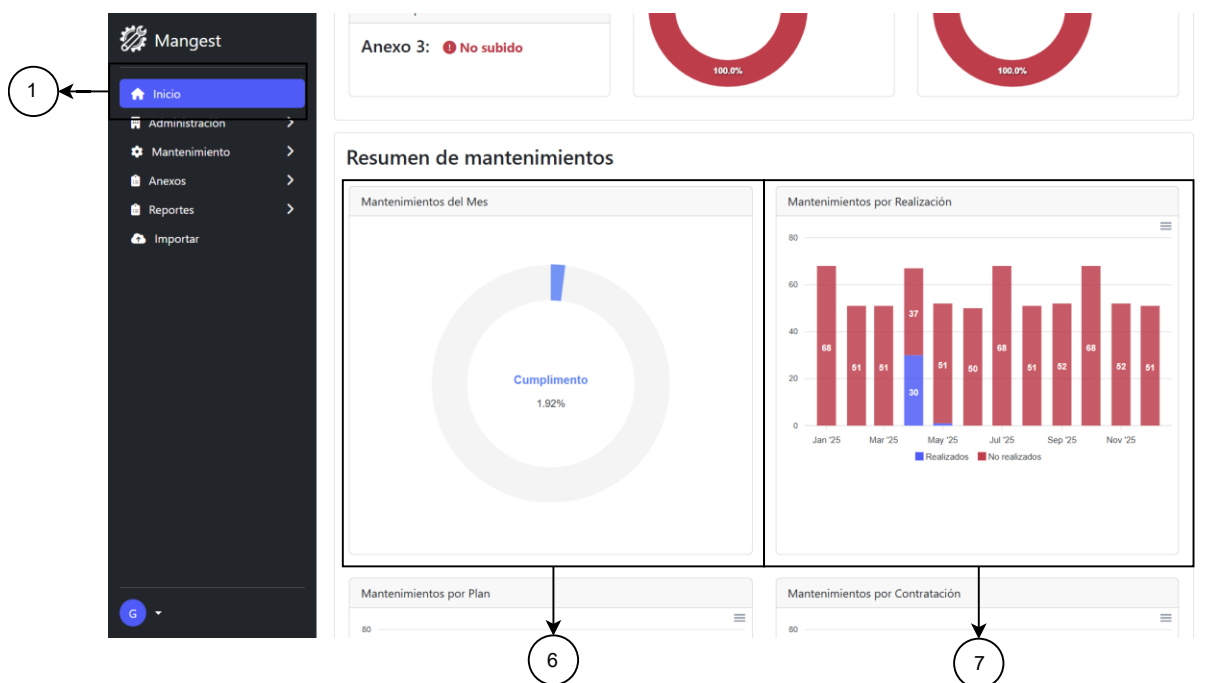 Mangest
1
Inicio
Administración
Mantenimiento
Anexos
Reportes
Importar
G
Anexo 3: No subido
100.0%
100.0%
Resumen de mantenimientos
Mantenimientos del Mes
Cumplimento
1.92%
Mantenimientos por Realización
80
60
40
20
0
68
51
51
37
30
51
50
68
51
52
68
52
51
Jan '25 Mar '25 May '25 Jul '25 Sep '25 Nov '25
Realizados No realizados
Mantenimientos por Plan
80
Mantenimientos por Contratación
80
6
7